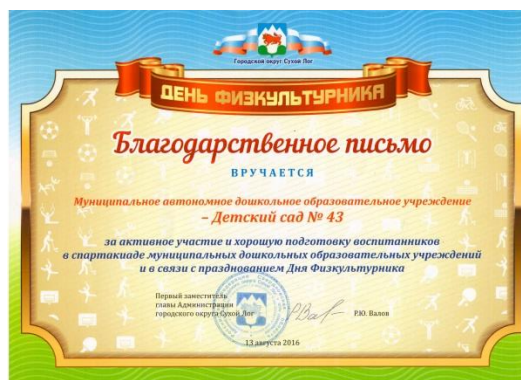 Городской округ Сухой Лог
ДЕНЬ ФИЗКУЛЬТУРНИКА
Благодарственное письмо
ВРУЧАЕТСЯ
Муниципальное автономное дошкольное образовательное учреждение
– Детский сад № 43
за активное участие и хорошую подготовку воспитанников
в спартакиаде муниципальных дошкольных образовательных учреждений
и в связи с празднованием Дня Физкультурника
Первый заместитель
главы Администрации
городского округа Сухой Лог Р.Ю. Валов
13 августа 2016